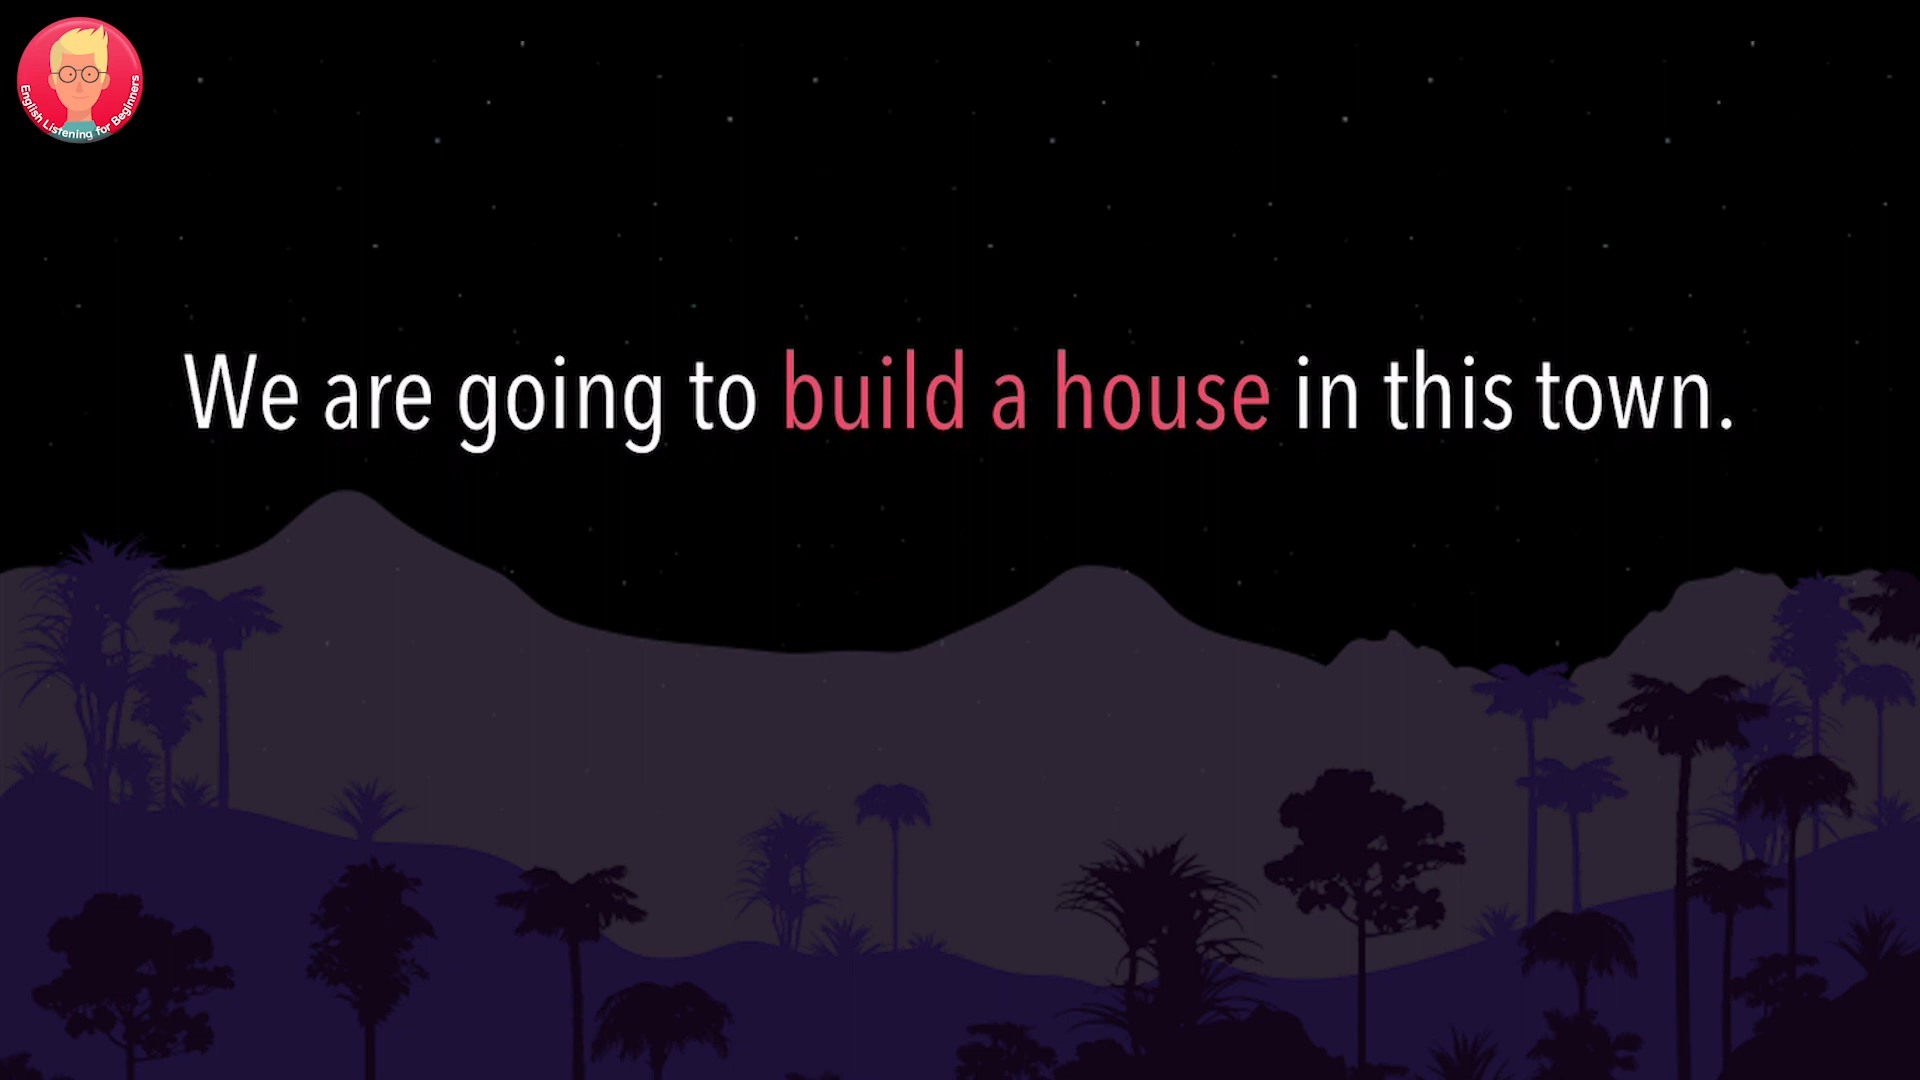 English Listening for Beginners
We are going to build a house in this town.